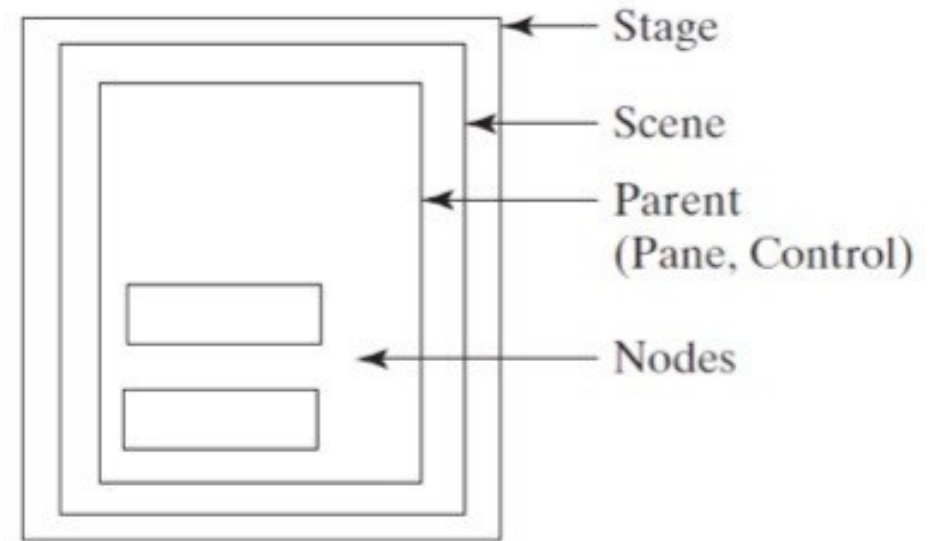 Stage
Scene
Parent
(Pane, Control)
Nodes